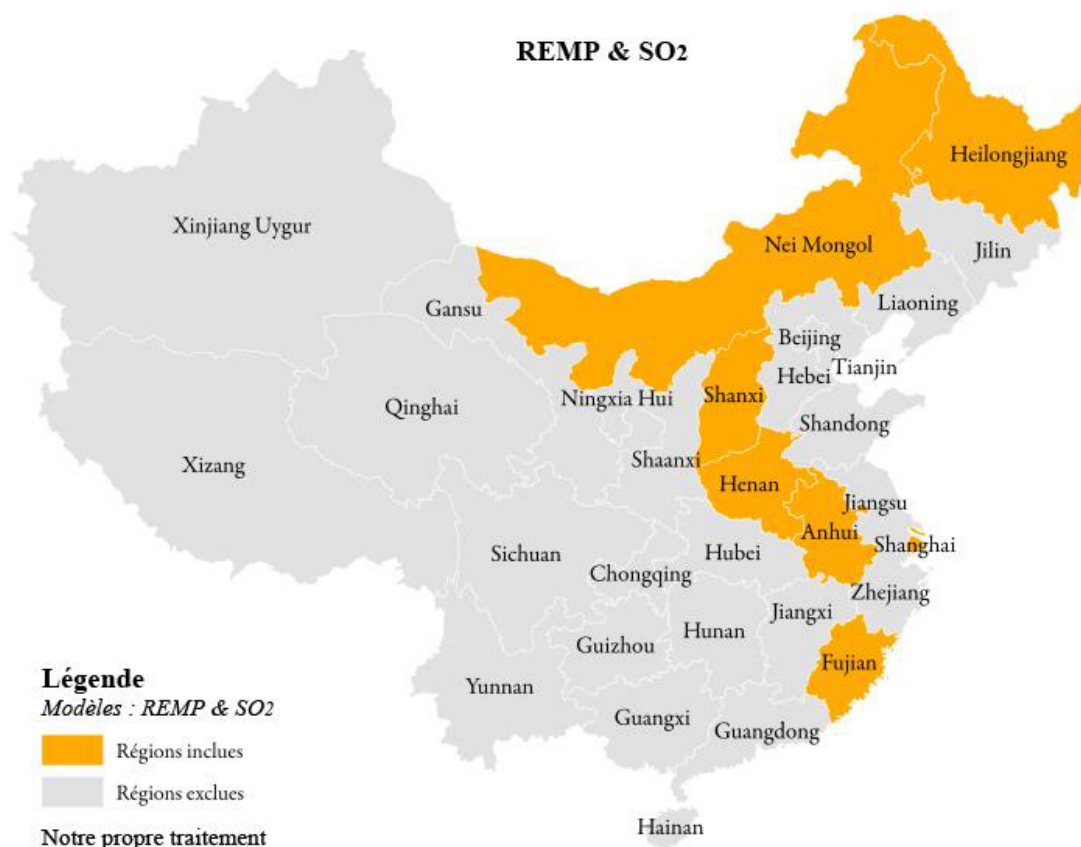 REMP & SO2
Heilongjiang
Xinjiang Uygur
Nei Mongol
Jilin
Gansu
Liaoning
Beijing
Tianjin
Hebei
Ningxia Hui
Shanxi
Qinghai
Shandong
Xizang
Shaanxi
Henan
Jiangsu
Anhui
Shanghai
Sichuan
Hubei
Chongqing
Zhejiang
Jiangxi
Hunan
Guizhou
Fujian
Yunnan
Guangxi
Guangdong
Hainan
Légende
Modèles : REMP & SO2
Régions inclues
Régions exclues
Notre propre traitement